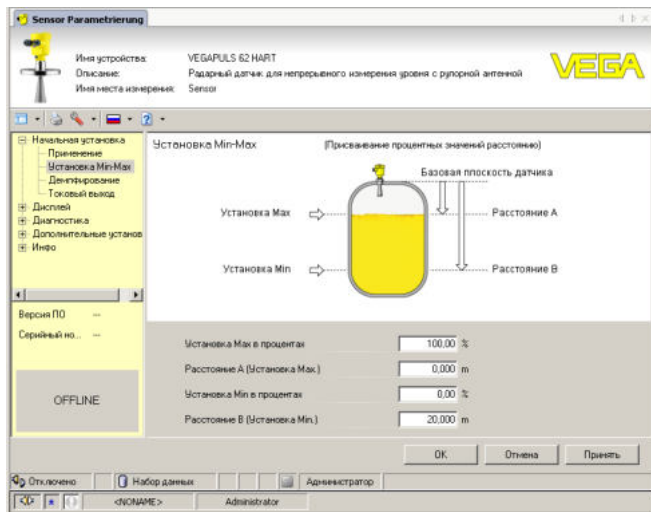 Sensor Parametrierung
Имя устройства: VEGAPULS 62 HART
Описание: Радарный датчик для непрерывного измерения уровня с рупорной антенной
Имя места измерения: Sensor
VEGA
Начальная установка
Применение
Установка Min-Max
Демпфирование
Токовый выход
Дисплей
Диагностика
Дополнительные установ
Инфо
Версия ПО ---
Серийный но... ---
OFFLINE
Установка Min-Max (Присваивание процентных значений расстоянию)
Базовая плоскость датчика
Установка Max
Расстояние A
Установка Min
Расстояние B
Установка Max в процентах 100,00 %
Расстояние A (Установка Max.) 0,000 m
Установка Min в процентах 0,00 %
Расстояние B (Установка Min.) 20,000 m
OK Отмена Принять
Отключено Набор данных Администратор
<NONAME> Administrator